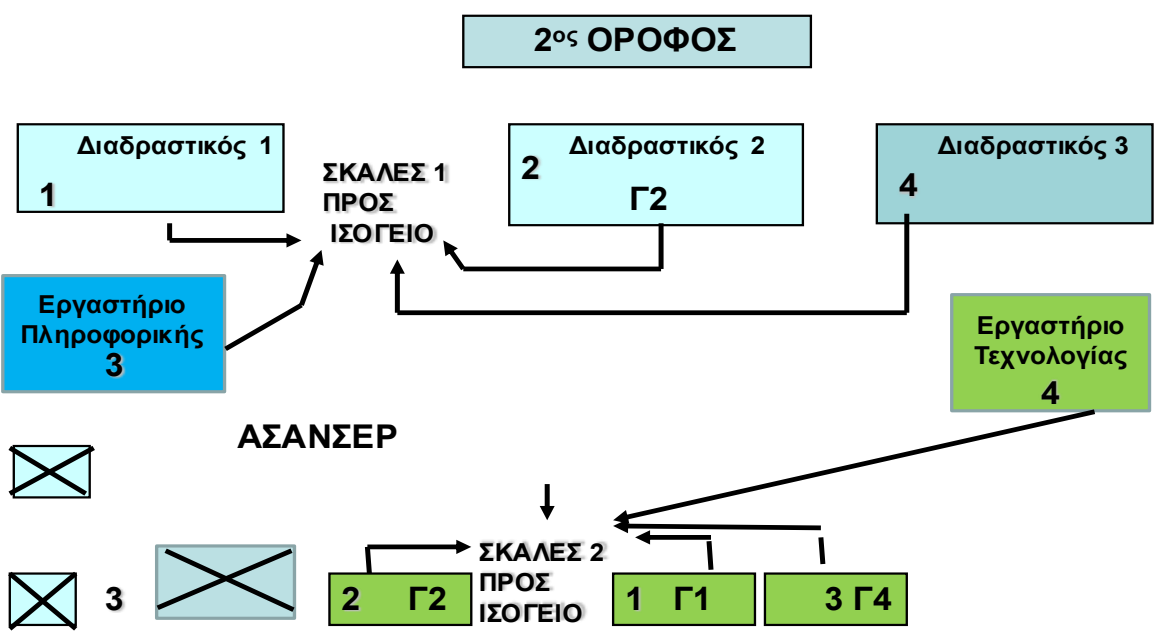 2ος ΟΡΟΦΟΣ
Διαδραστικός 1
1
ΣΚΑΛΕΣ 1
ΠΡΟΣ
ΙΣΟΓΕΙΟ
Διαδραστικός 2
2
Γ2
Διαδραστικός 3
4
Εργαστήριο
Πληροφορικής
3
Εργαστήριο
Τεχνολογίας
4
ΑΣΑΝΣΕΡ
3
2 Γ2
ΣΚΑΛΕΣ 2
ΠΡΟΣ
ΙΣΟΓΕΙΟ
1 Γ1
3 Γ4